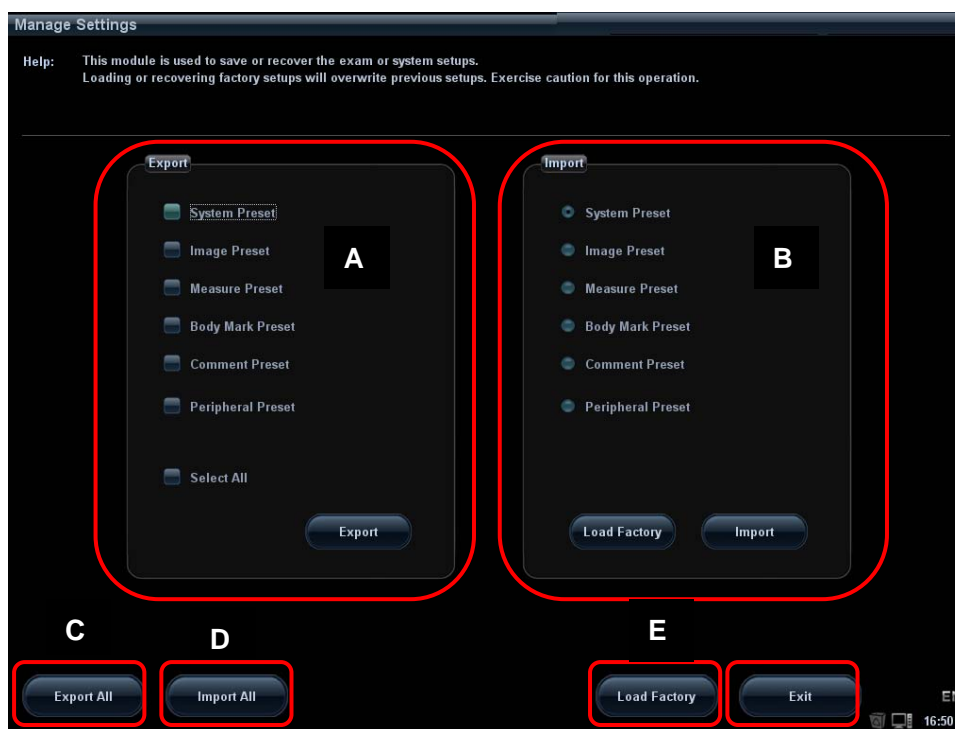 Manage Settings
Help: This module is used to save or recover the exam or system setups.
Loading or recovering factory setups will overwrite previous setups. Exercise caution for this operation.
Export
System Preset
Image Preset
Measure Preset
Body Mark Preset
Comment Preset
Peripheral Preset
Select All
Export
A
Import
System Preset
Image Preset
Measure Preset
Body Mark Preset
Comment Preset
Peripheral Preset
Load Factory Import
B
C
D
E
Export All Import All Load Factory Exit
EN
16:50